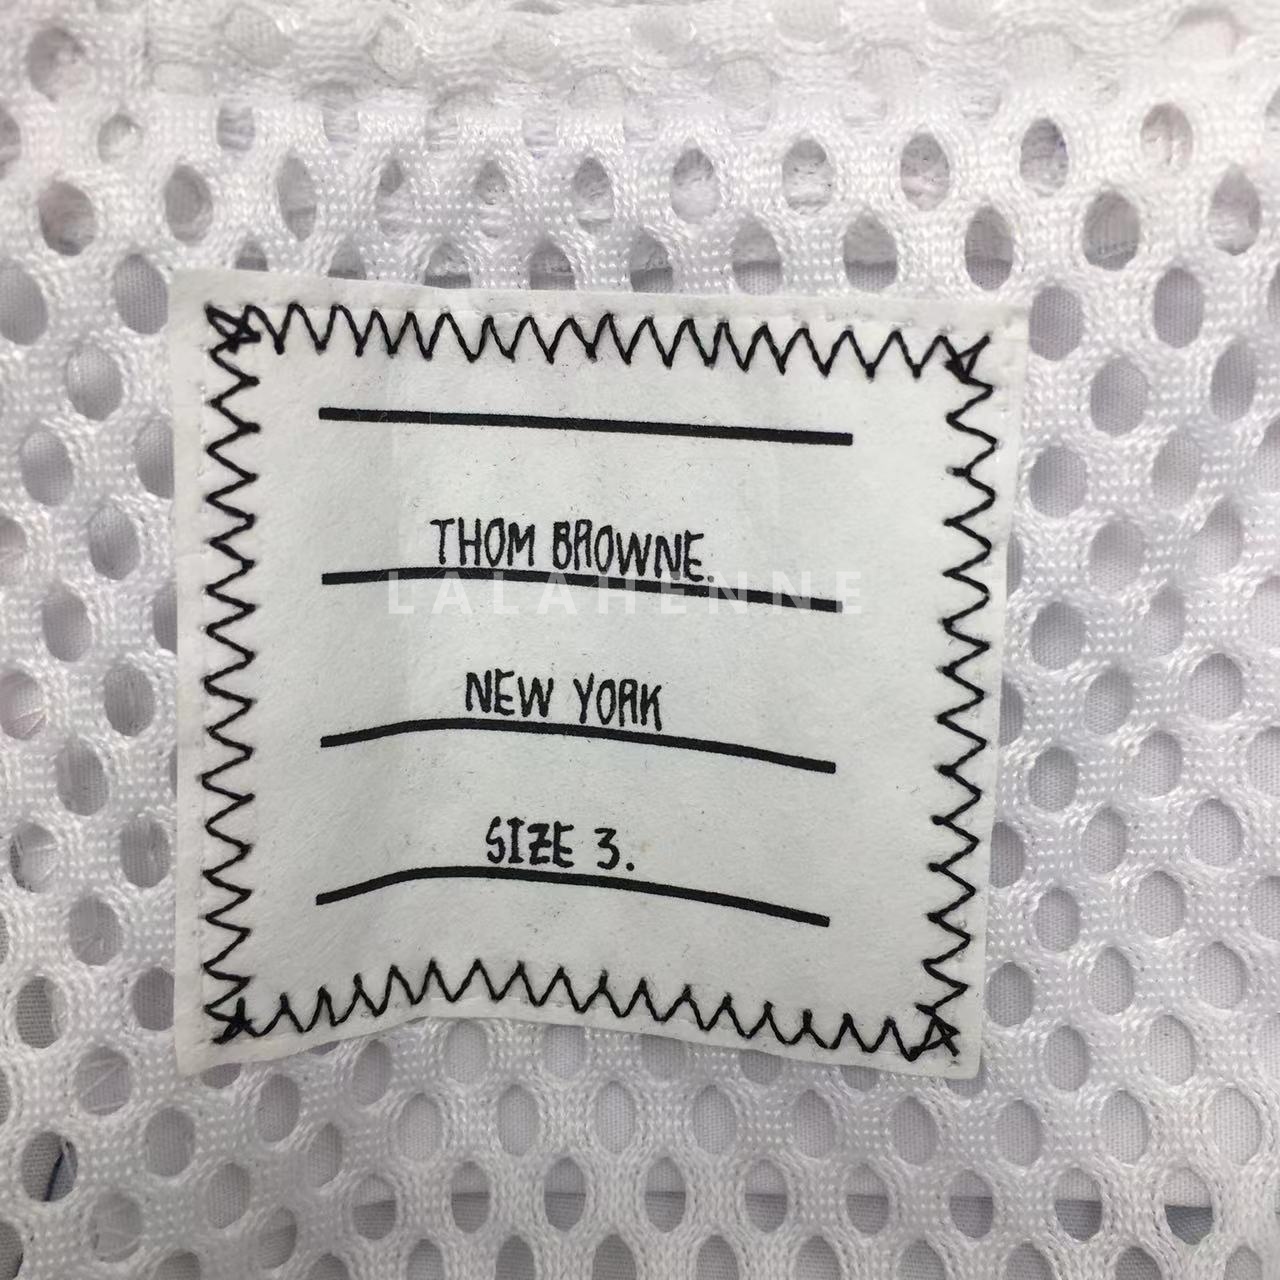 THOM BROWNE.
LALAHENNE
NEW YORK
SIZE 3.